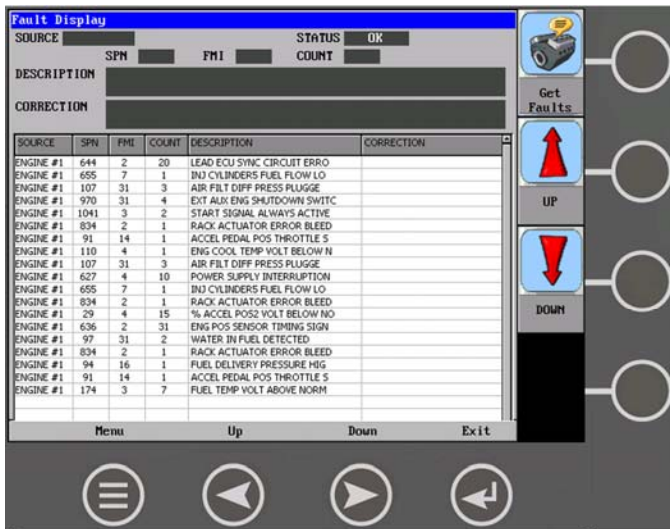 Fault Display
SOURCE STATUS OK
SPN FMI COUNT
DESCRIPTION
CORRECTION
SOURCE SPN FMI COUNT DESCRIPTION CORRECTION
ENGINE #1 644 2 20 LEAD ECU SYNC CIRCUIT ERRO
ENGINE #1 655 7 1 INJ CYLINDER5 FUEL FLOW LO
ENGINE #1 107 31 3 AIR FILT DIFF PRESS PLUGGE
ENGINE #1 970 31 4 EXT AUX ENG SHUTDOWN SWITC
ENGINE #1 1041 3 2 START SIGNAL ALWAYS ACTIVE
ENGINE #1 834 2 1 RACK ACTUATOR ERROR BLEED
ENGINE #1 91 14 1 ACCEL PEDAL POS THROTTLE S
ENGINE #1 110 4 1 ENG COOL TEMP VOLT BELOW N
ENGINE #1 107 31 3 AIR FILT DIFF PRESS PLUGGE
ENGINE #1 627 4 10 POWER SUPPLY INTERRUPTION
ENGINE #1 655 7 1 INJ CYLINDER5 FUEL FLOW LO
ENGINE #1 834 2 1 RACK ACTUATOR ERROR BLEED
ENGINE #1 29 4 15 % ACCEL POS2 VOLT BELOW NO
ENGINE #1 636 2 31 ENG POS SENSOR TIMING SIGN
ENGINE #1 97 31 2 WATER IN FUEL DETECTED
ENGINE #1 834 2 1 RACK ACTUATOR ERROR BLEED
ENGINE #1 94 16 1 FUEL DELIVERY PRESSURE HIG
ENGINE #1 91 14 1 ACCEL PEDAL POS THROTTLE S
ENGINE #1 174 3 7 FUEL TEMP VOLT ABOVE NORM
Menu Up Down Exit
Get
Faults
UP
DOWN